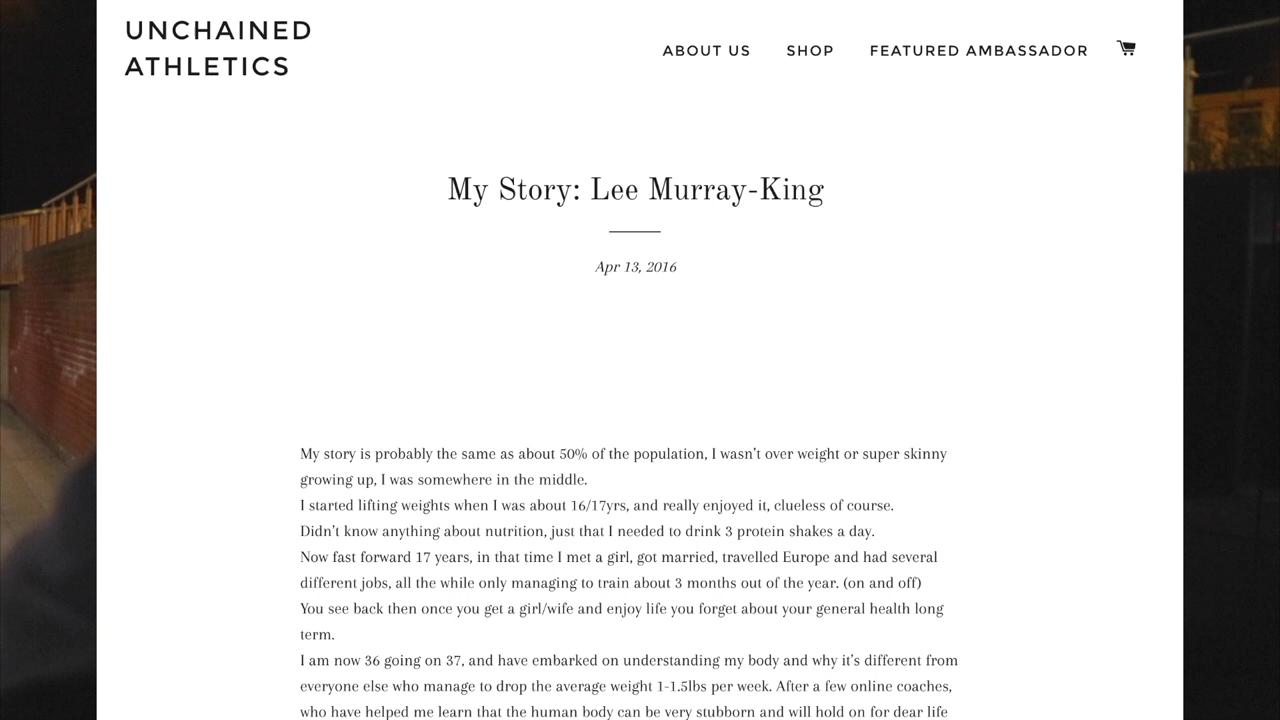 UNCHAINED
ATHLETICS
ABOUT US SHOP FEATURED AMBASSADOR
My Story: Lee Murray-King
Apr 13, 2016
My story is probably the same as about 50% of the population, I wasn't over weight or super skinny
growing up, I was somewhere in the middle.
I started lifting weights when I was about 16/17yrs, and really enjoyed it, clueless of course.
Didn't know anything about nutrition, just that I needed to drink 3 protein shakes a day.
Now fast forward 17 years, in that time I met a girl, got married, travelled Europe and had several
different jobs, all the while only managing to train about 3 months out of the year. (on and off)
You see back then once you get a girl/wife and enjoy life you forget about your general health long
term.
I am now 36 going on 37, and have embarked on understanding my body and why it's different from
everyone else who manage to drop the average weight 1-1.5lbs per week. After a few online coaches,
who have helped me learn that the human body can be very stubborn and will hold on for dear life